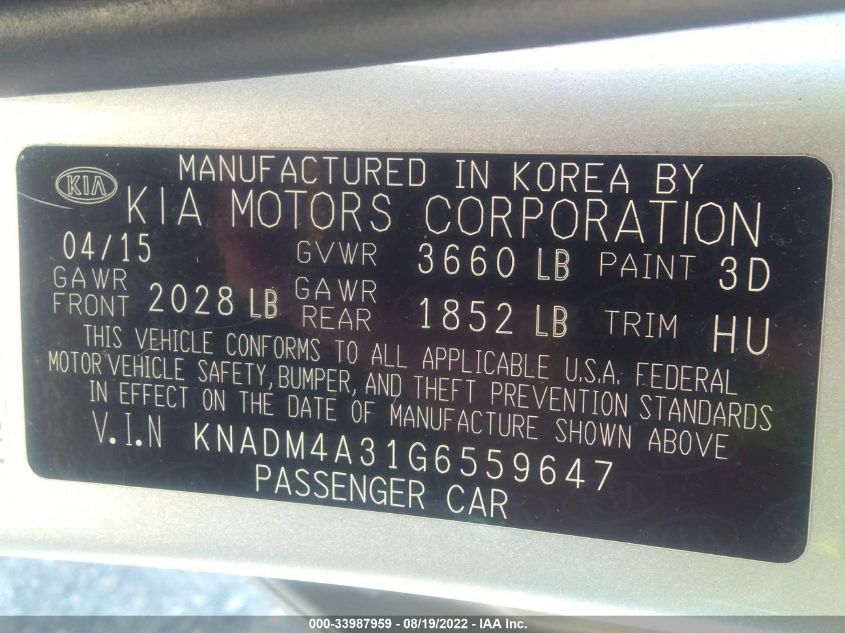 MANUFACTURED IN KOREA BY
KIA KIA MOTORS CORPORATION
04/15 GVWR 3660 LB PAINT 3D
GAWR FRONT 2028 LB GAWR REAR 1852 LB TRIM HU
THIS VEHICLE CONFORMS TO ALL APPLICABLE U.S.A. FEDERAL
MOTOR VEHICLE SAFETY, BUMPER, AND THEFT PREVENTION STANDARDS
IN EFFECT ON THE DATE OF MANUFACTURE SHOWN ABOVE
V.I.N KNADM4A31G6559647
PASSENGER CAR
000-33987959 - 08/19/2022 - IAA Inc.